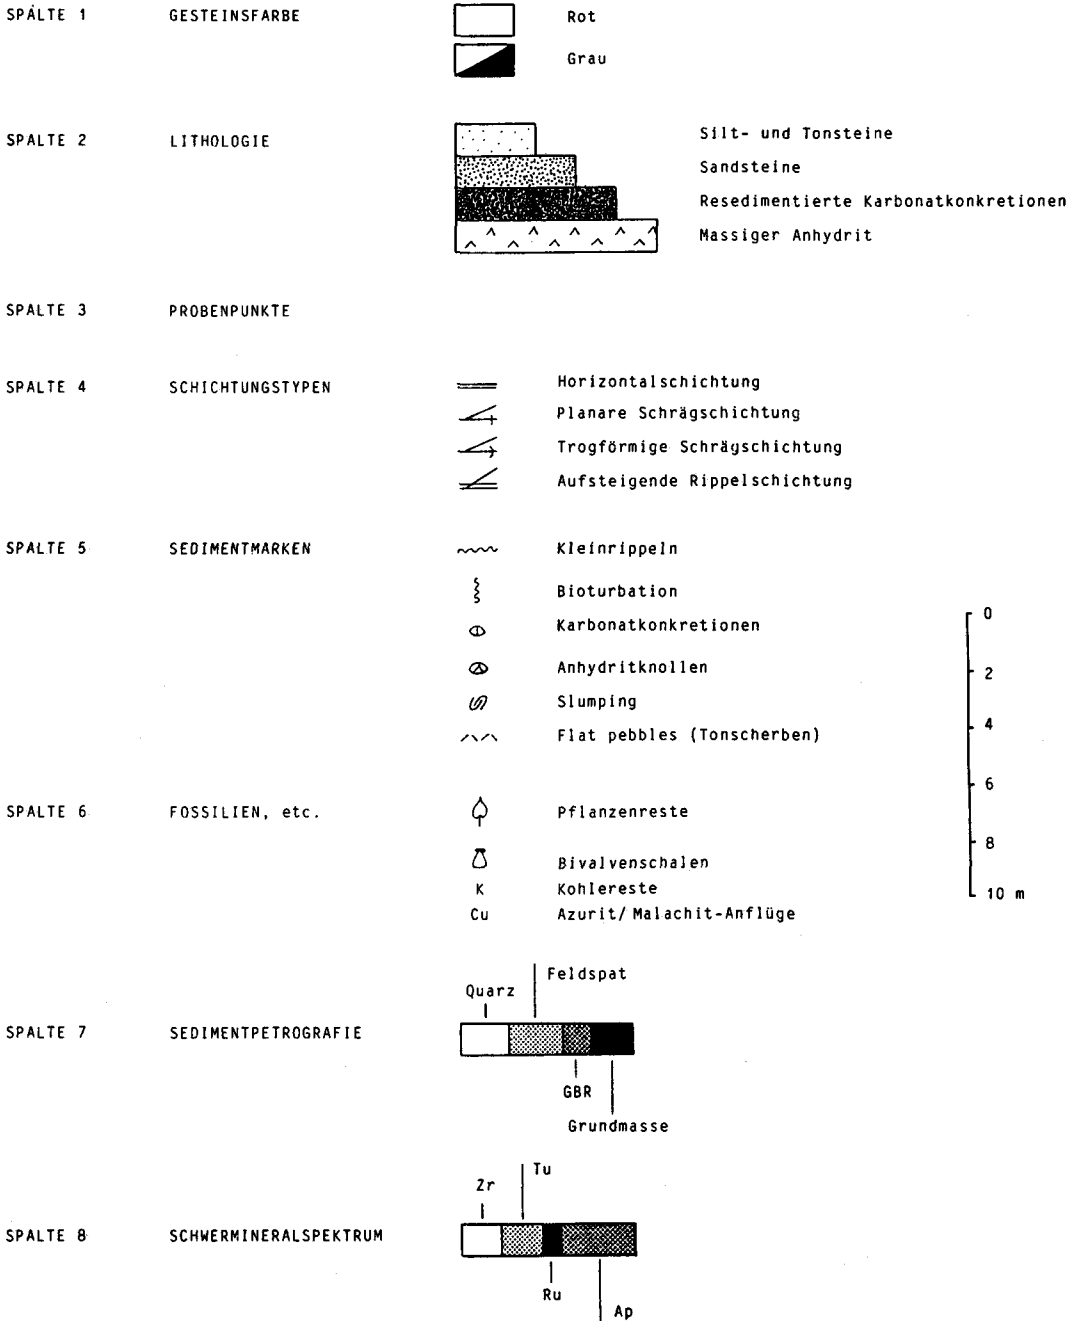 SPALTE 1 GESTEINSFARBE Rot
Grau
SPALTE 2 LITHOLOGIE Silt- und Tonsteine
Sandsteine
Resedimentierte Karbonatkonkretionen
Massiger Anhydrit
SPALTE 3 PROBENPUNKTE
SPALTE 4 SCHICHTUNGSTYPEN Horizontalschichtung
Planare Schrägschichtung
Trogförmige Schrägschichtung
Aufsteigende Rippelschichtung
SPALTE 5 SEDIMENTMARKEN Kleinrippeln
Bioturbation
Karbonatkonkretionen
Anhydritknollen
Slumping
Flat pebbles (Tonscherben)
0
2
4
6
8
10 m
SPALTE 6 FOSSILIEN, etc. Pflanzenreste
Bivalvenschalen
K Kohlereste
Cu Azurit/Malachit-Anflüge
Feldspat
Quarz
SPALTE 7 SEDIMENTPETROGRAFIE
GBR
Grundmasse
Tu
Zr
SPALTE 8 SCHWERMINERALSPEKTRUM
Ru
Ap